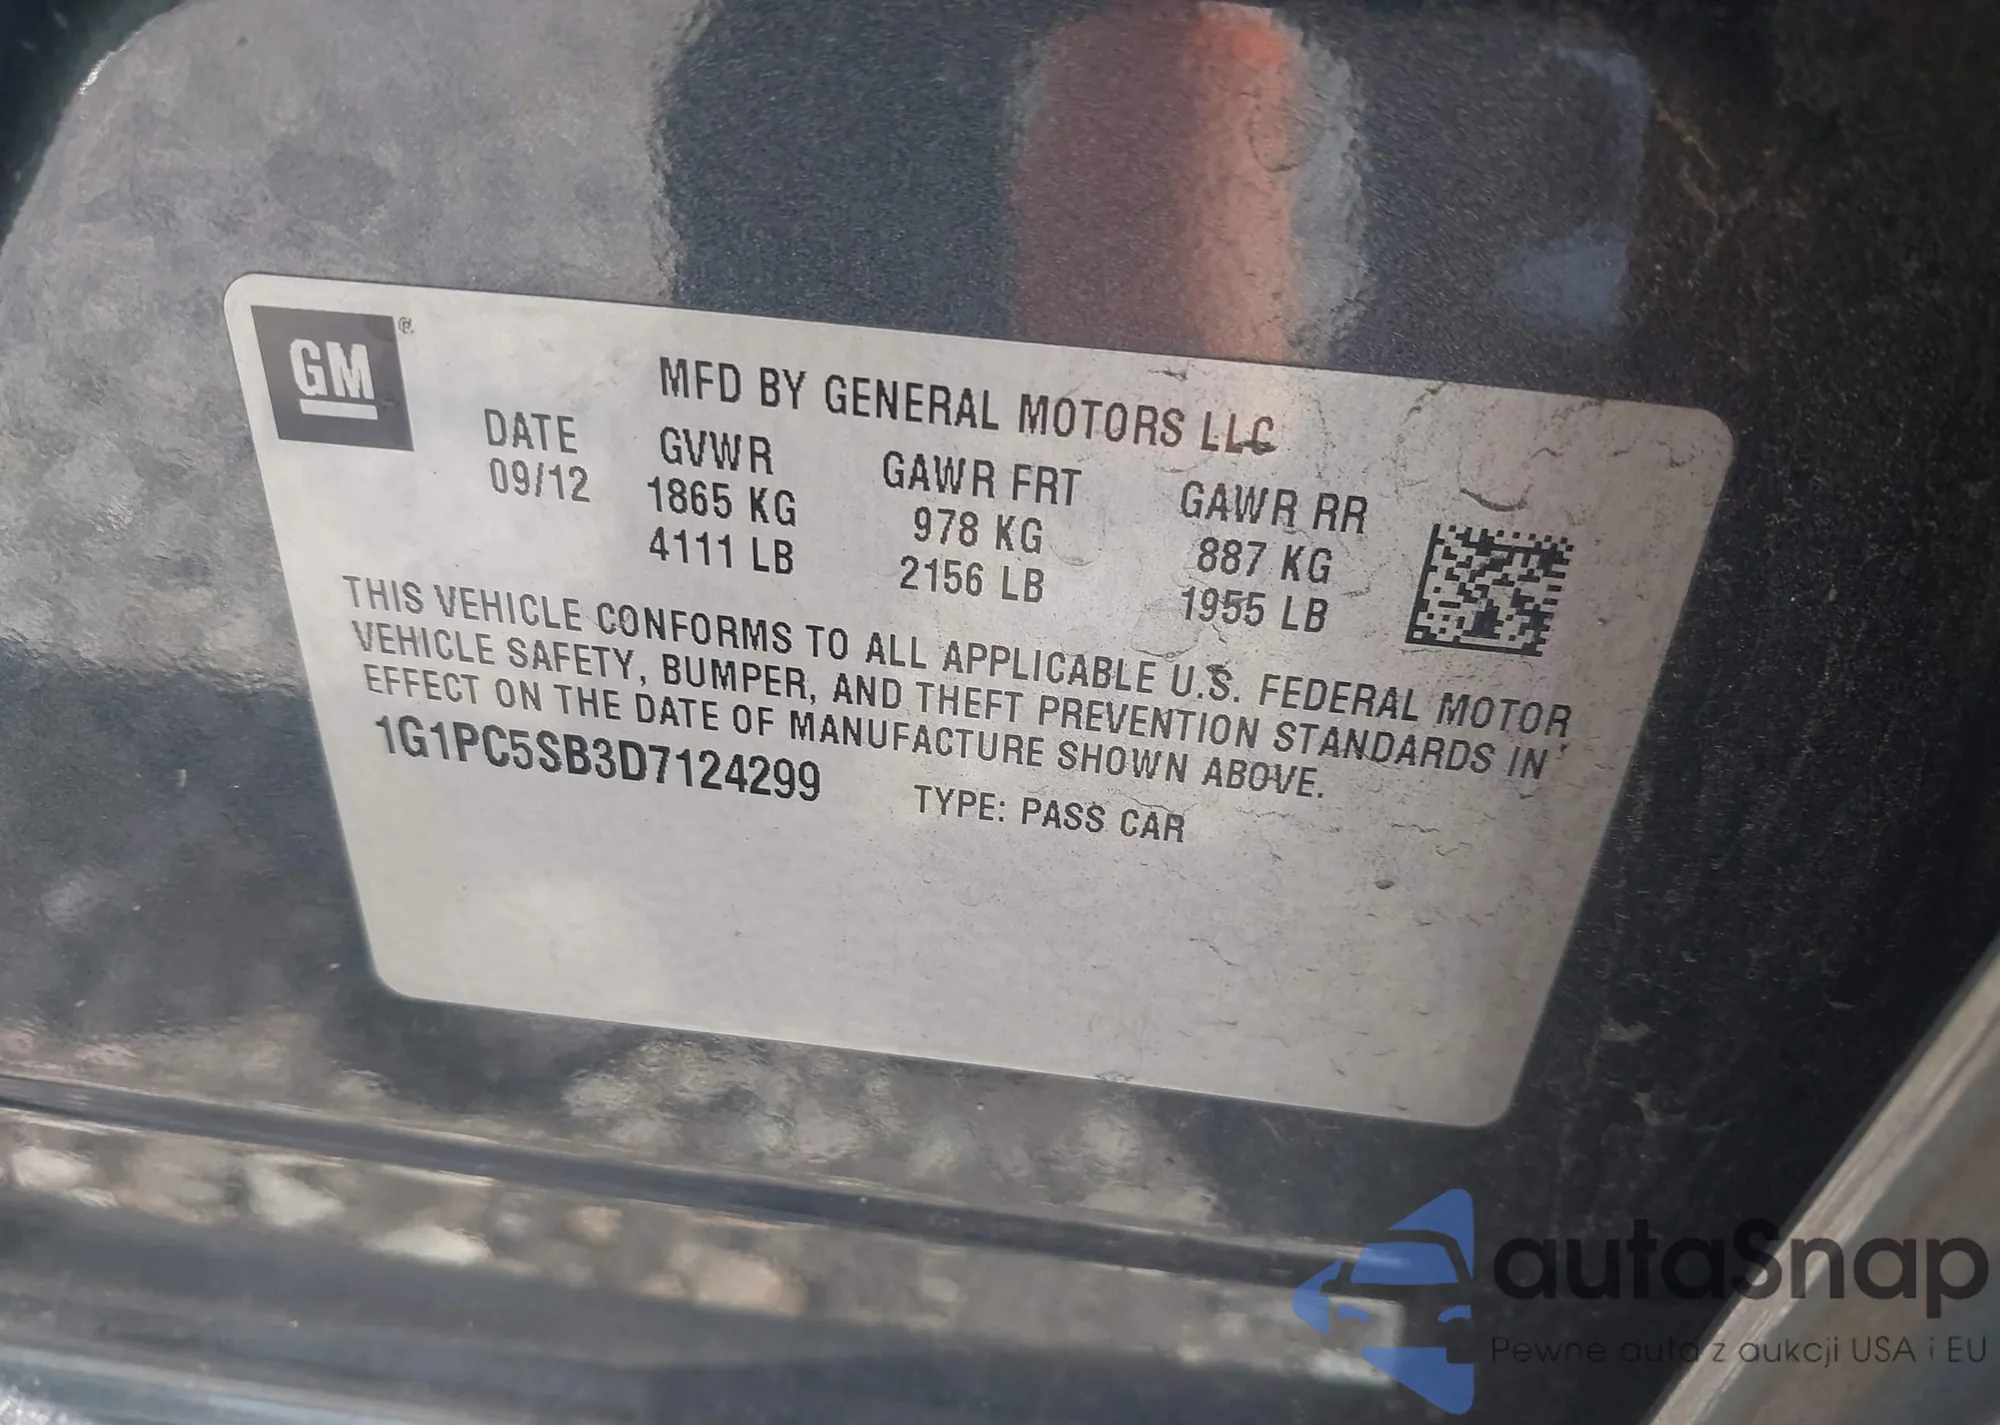 GM®
MFD BY GENERAL MOTORS LLC
DATE GVWR GAWR FRT GAWR RR
09/12 1865 KG 978 KG 887 KG
4111 LB 2156 LB 1955 LB
THIS VEHICLE CONFORMS TO ALL APPLICABLE U.S. FEDERAL MOTOR
VEHICLE SAFETY, BUMPER, AND THEFT PREVENTION STANDARDS IN
EFFECT ON THE DATE OF MANUFACTURE SHOWN ABOVE.
1G1PC5SB3D7124299 TYPE: PASS CAR
autaSnap
Pewne auta z aukcji USA i EU